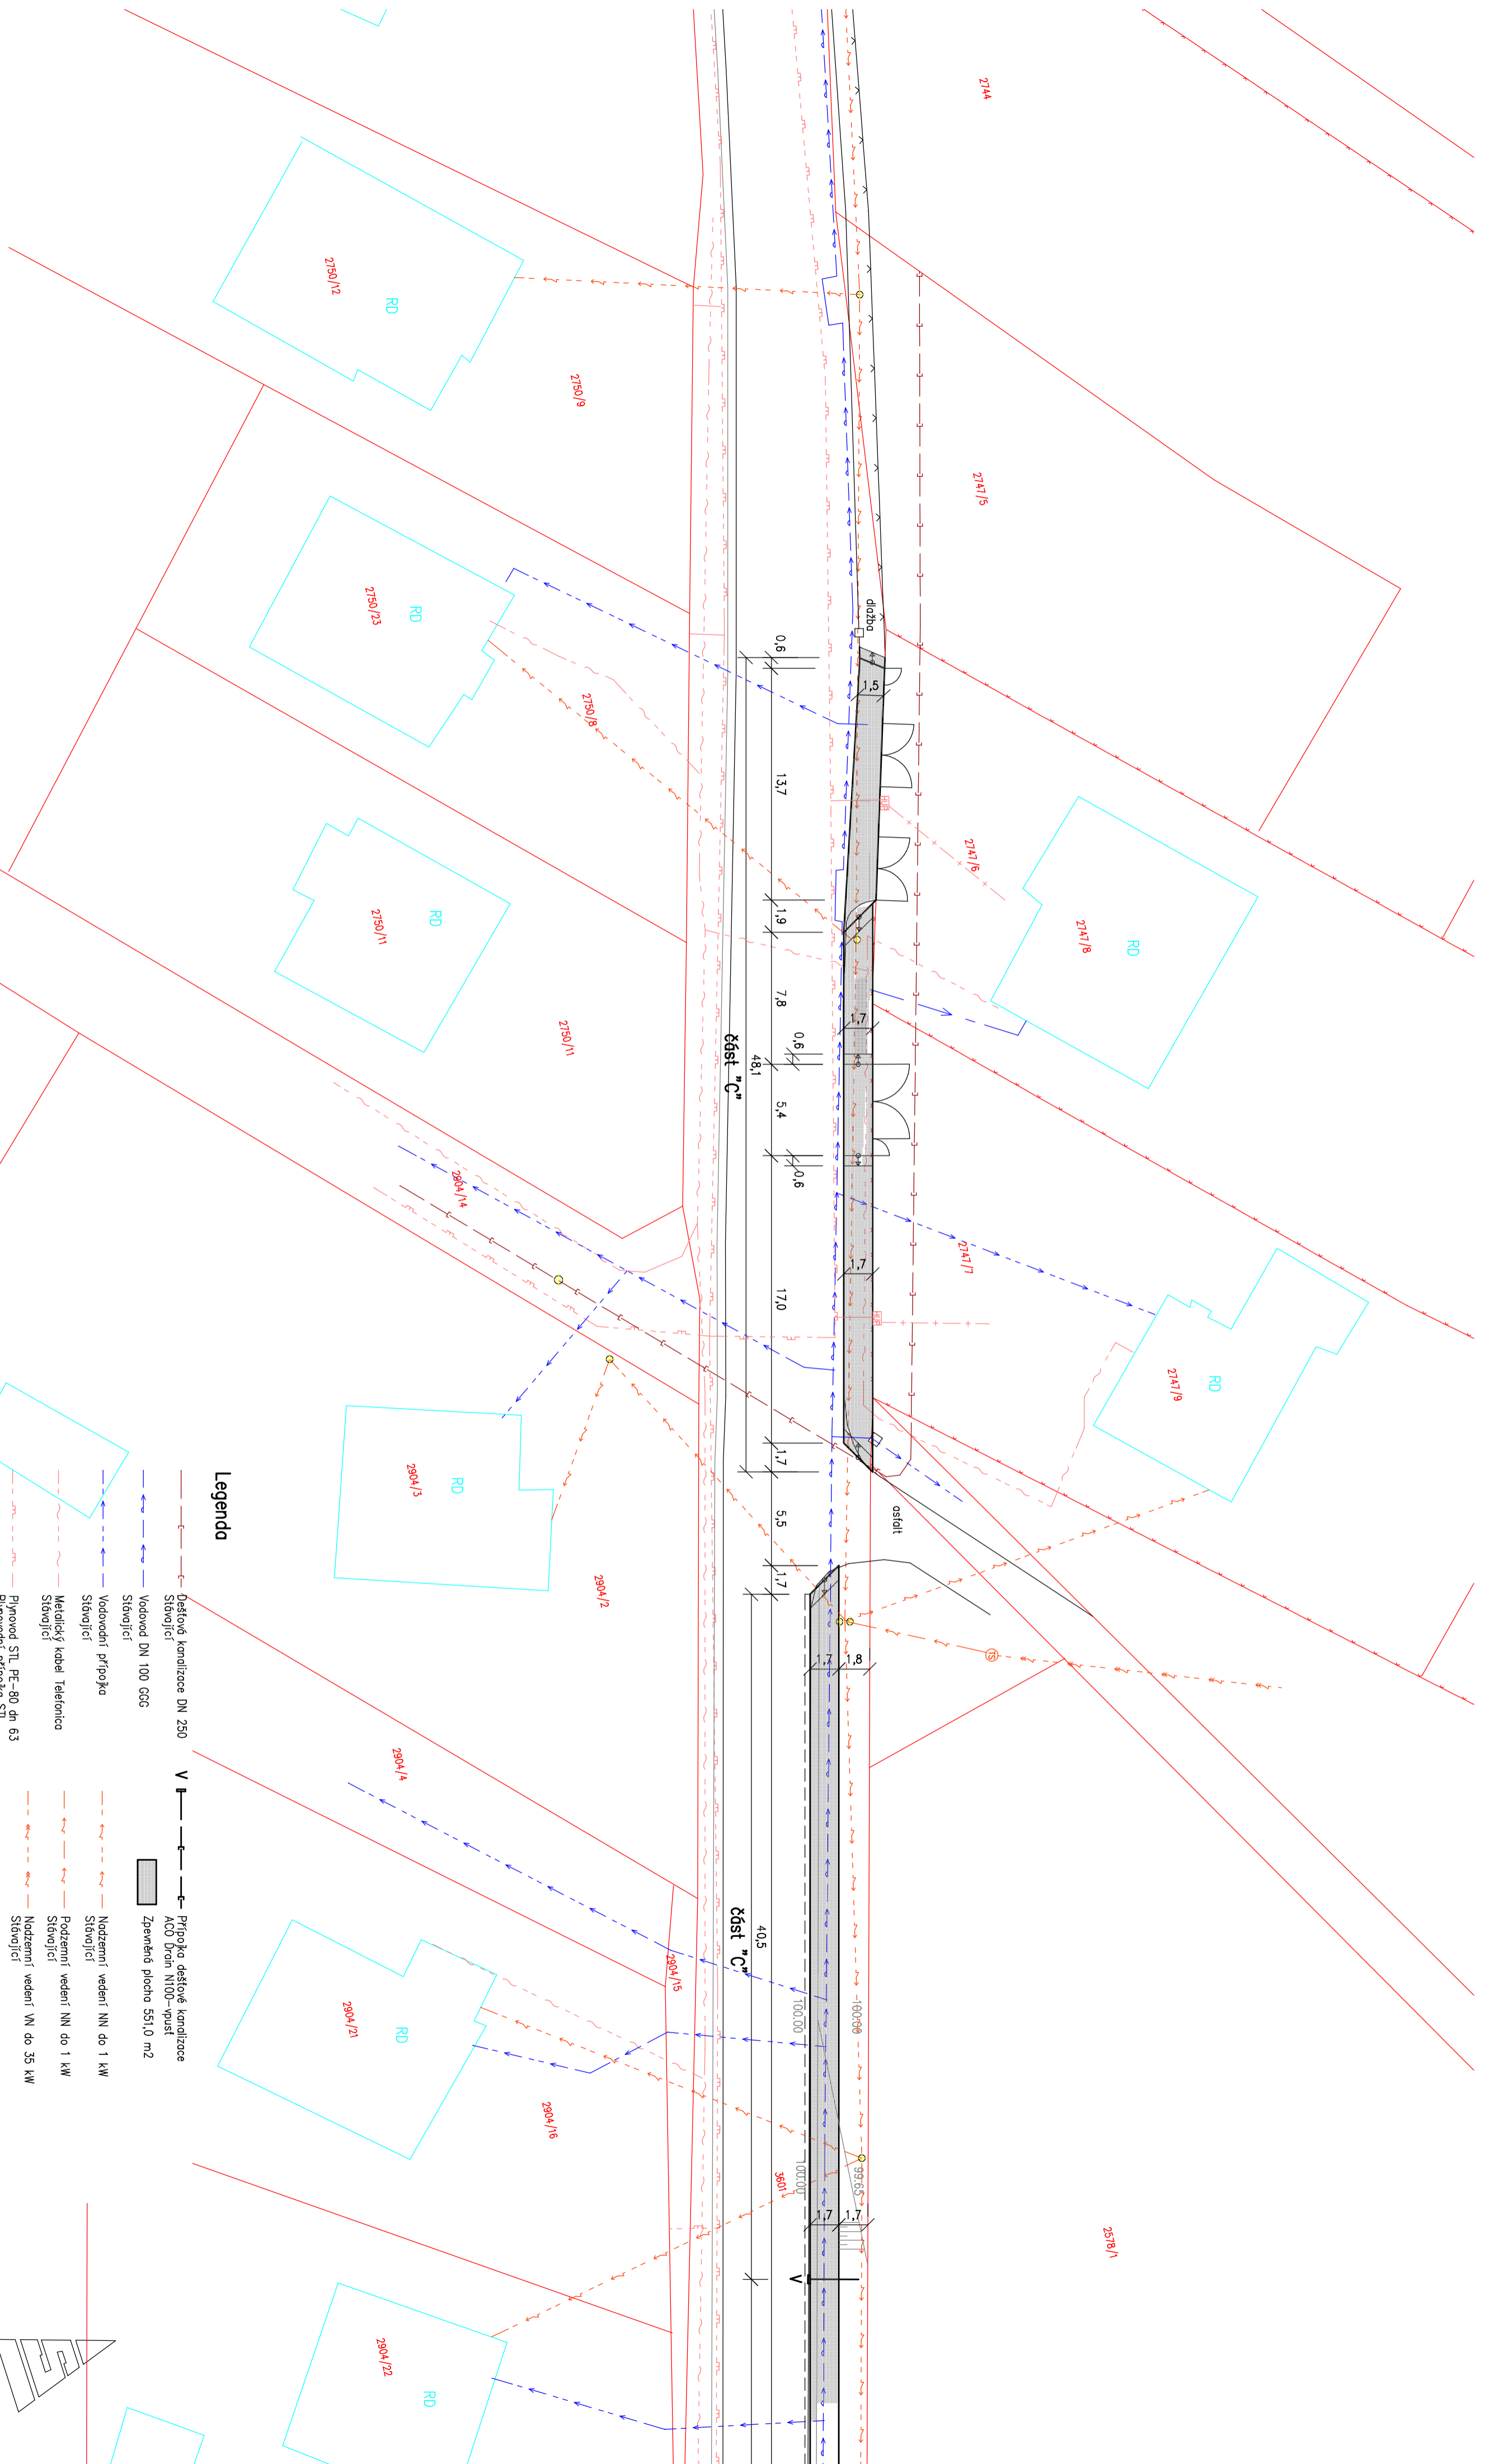 2744
2750/12
RD
2750/9
2747/5
dlažba
2750/23
RD
2750/8
0,6
1,5
13,7
HUP
2747/6
2747/8
RD
2750/11
RD
1,9
7,8
1,7
0,6
48,1
část "C"
5,4
2750/11
0,6
2904/14
1,7
2747/7
17,0
HUP
2747/9
RD
1,7
2904/3
RD
5,5
asfalt
1,7
2904/2
TS
1,7
1,8
2904/4
40,5
část "C"
2904/15
100.00
100.00
2904/21
RD
2904/16
3601
100.00
99.65
1,7
1,7
2578/1
V
2904/22
RD
Legenda
Dešťová kanalizace DN 250
Stávající
Vodovod DN 100 GGG
Stávající
Vodovodní přípojka
Stávající
Metalický kabel Telefonica
Stávající
Plynovod STL PE-80 dn 63
Plynovodní přípojka STL
V
Přípojka dešťové kanalizace
ACO Drain N100-vpusť
Zpevněná plocha 551,0 m2
Nadzemní vedení NN do 1 kW
Stávající
Podzemní vedení NN do 1 kW
Stávající
Nadzemní vedení VN do 35 kW
Stávající